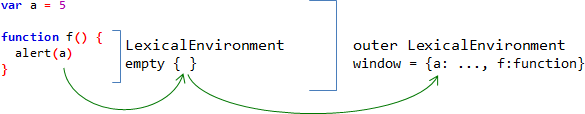 var a = 5
function f() {
  alert(a)
}
LexicalEnvironment
empty { }
outer LexicalEnvironment
window = {a: ..., f:function}